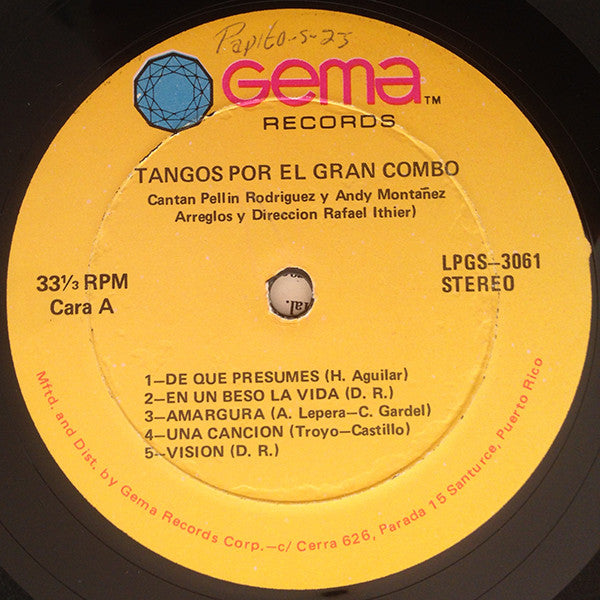 Papito-S-23
Gema TM
RECORDS
TANGOS POR EL GRAN COMBO
Cantan Pellin Rodriguez y Andy Montañez
Arreglos y Direccion Rafael Ithier)
33⅓ RPM
Cara A
LPGS-3061
STEREO
1-DE QUE PRESUMES (H. Aguilar)
2-EN UN BESO LA VIDA (D. R.)
3-AMARGURA (A. Lepera-C. Gardel)
4-UNA CANCION (Troyo-Castillo)
5-VISION (D. R.)
Mftd. and Dist. by Gema Records Corp.-c/ Cerra 626, Parada 15 Santurce, Puerto Rico